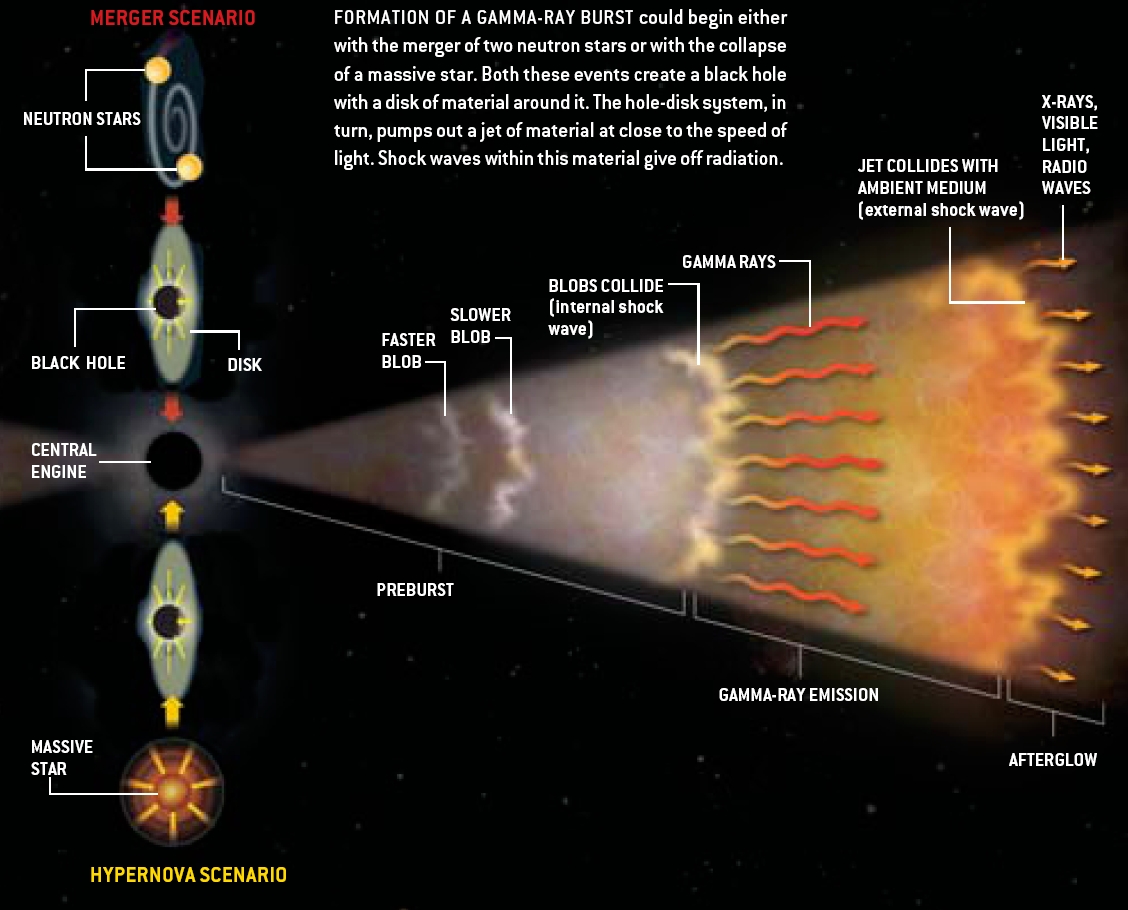 MERGER SCENARIO
FORMATION OF A GAMMA-RAY BURST could begin either
with the merger of two neutron stars or with the collapse
of a massive star. Both these events create a black hole
with a disk of material around it. The hole-disk system, in
turn, pumps out a jet of material at close to the speed of
light. Shock waves within this material give off radiation.
NEUTRON STARS
X-RAYS,
VISIBLE
LIGHT,
RADIO
WAVES
JET COLLIDES WITH
AMBIENT MEDIUM
(external shock wave)
GAMMA RAYS
BLOBS COLLIDE
(internal shock
wave)
SLOWER
BLOB
FASTER
BLOB
BLACK HOLE
DISK
CENTRAL
ENGINE
PREBURST
GAMMA-RAY EMISSION
AFTERGLOW
MASSIVE
STAR
HYPERNOVA SCENARIO